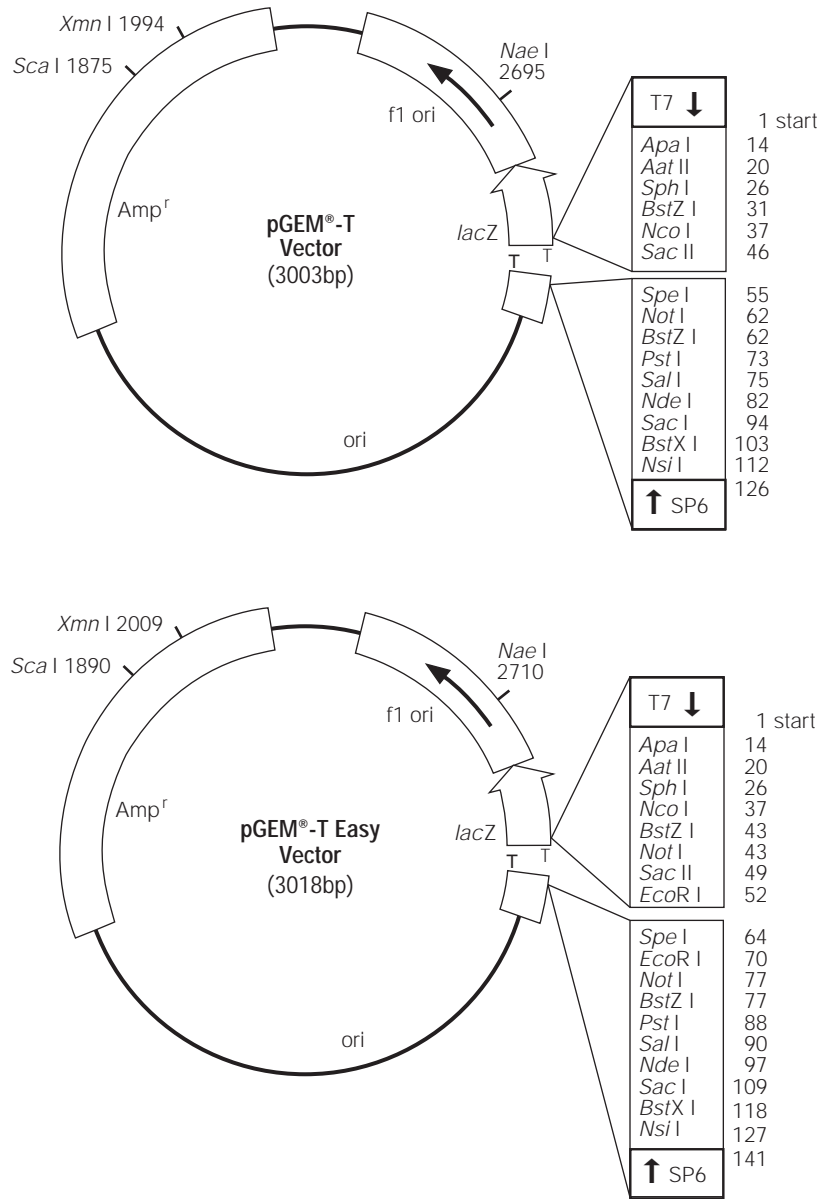 Xmn I 1994
Sca I 1875
Nae I
2695
f1 ori
Ampʳ
pGEM®-T
Vector
(3003bp)
lacZ
T T
ori
T7 ↓
1 start
Apa I 14
Aat II 20
Sph I 26
BstZ I 31
Nco I 37
Sac II 46
Spe I 55
Not I 62
BstZ I 62
Pst I 73
Sal I 75
Nde I 82
Sac I 94
BstX I 103
Nsi I 112
126
↑ SP6
Xmn I 2009
Sca I 1890
Nae I
2710
f1 ori
Ampʳ
pGEM®-T Easy
Vector
(3018bp)
lacZ
T T
ori
T7 ↓
1 start
Apa I 14
Aat II 20
Sph I 26
Nco I 37
BstZ I 43
Not I 43
Sac II 49
EcoR I 52
Spe I 64
EcoR I 70
Not I 77
BstZ I 77
Pst I 88
Sal I 90
Nde I 97
Sac I 109
BstX I 118
Nsi I 127
141
↑ SP6